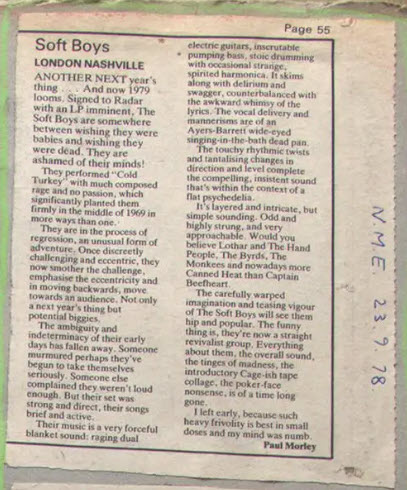 Page 55
Soft Boys
LONDON NASHVILLE
ANOTHER NEXT year's
thing . . . And now 1979
looms. Signed to Radar
with an LP imminent, The
Soft Boys are somewhere
between wishing they were
babies and wishing they
were dead. They are
ashamed of their minds!
They performed "Cold
Turkey" with much composed
rage and no passion, which
significantly planted them
firmly in the middle of 1969 in
more ways than one.
They are in the process of
regression, an unusual form of
adventure. Once discreetly
challenging and eccentric, they
now smother the challenge,
emphasise the eccentricity and
in moving backwards, move
towards an audience. Not only
a next year's thing but
potential biggies.
The ambiguity and
indeterminacy of their early
days has fallen away. Someone
murmured perhaps they've
begun to take themselves
seriously. Someone else
complained they weren't loud
enough. But their set was
strong and direct, their songs
brief and active.
Their music is a very forceful
blanket sound: raging dual
electric guitars, inscrutable
pumping bass, stoic drumming
with occasional strange,
spirited harmonica. It skims
along with delirium and
swagger, counterbalanced with
the awkward whimsy of the
lyrics. The vocal delivery and
mannerisms are of an
Ayers-Barrett wide-eyed
singing-in-the-bath dead pan.
The touchy rhythmic twists
and tantalising changes in
direction and level complete
the compelling, insistent sound
that's within the context of a
flat psychedelia.
It's layered and intricate, but
simple sounding. Odd and
highly strung, and very
approachable. Would you
believe Lothar and The Hand
People, The Byrds, The
Monkees and nowadays more
Canned Heat than Captain
Beefheart.
The carefully warped
imagination and teasing vigour
of The Soft Boys will see them
hip and popular. The funny
thing is, they're now a straight
revivalist group. Everything
about them, the overall sound,
the tinges of madness, the
introductory Cage-ish tape
collage, the poker-face
nonsense, is of a time long
gone.
I left early, because such
heavy frivolity is best in small
doses and my mind was numb.
Paul Morley
N.M.E. 23.9.78